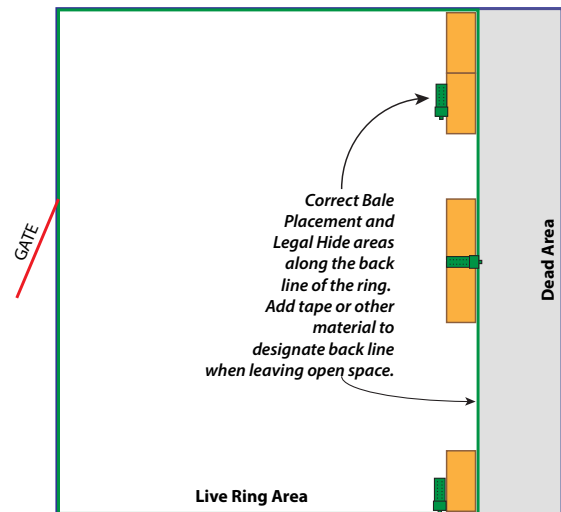 GATE
Correct Bale
Placement and
Legal Hide areas
along the back
line of the ring.
Add tape or other
material to
designate back line
when leaving open space.
Dead Area
Live Ring Area